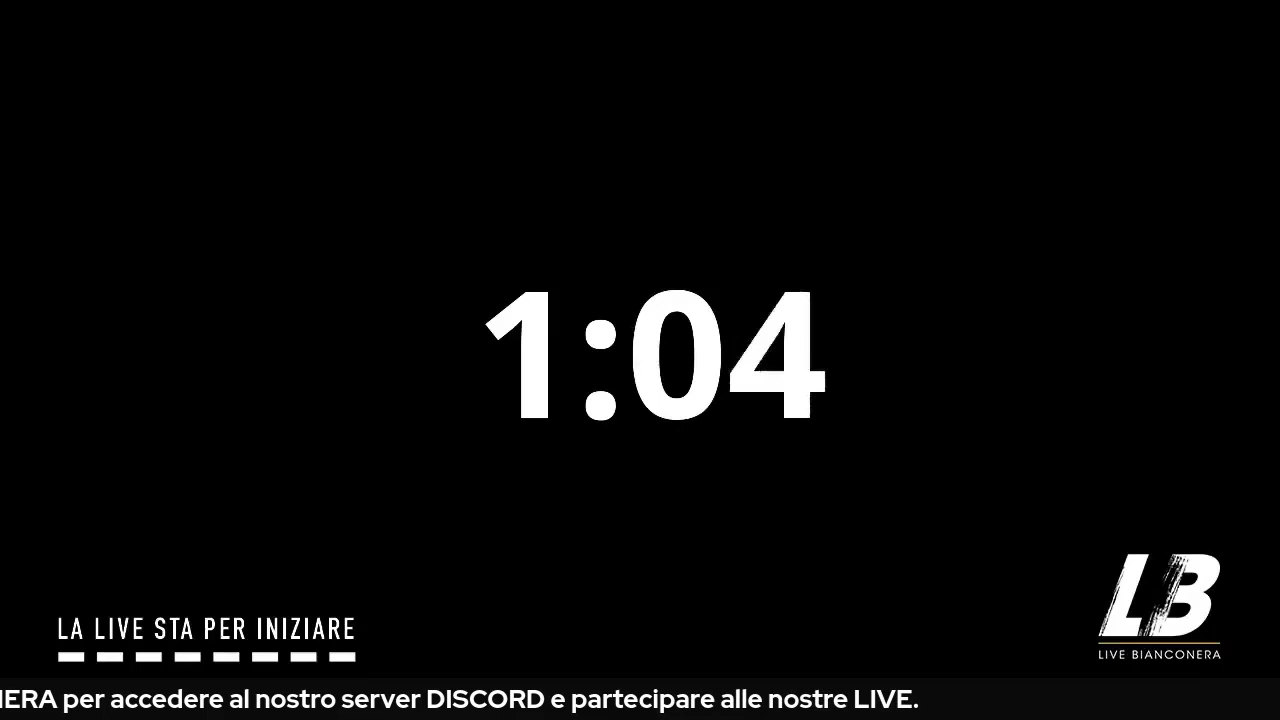 1:04
LA LIVE STA PER INIZIARE
LB
LIVE BIANCONERA
per accedere al nostro server DISCORD e partecipare alle nostre LIVE.